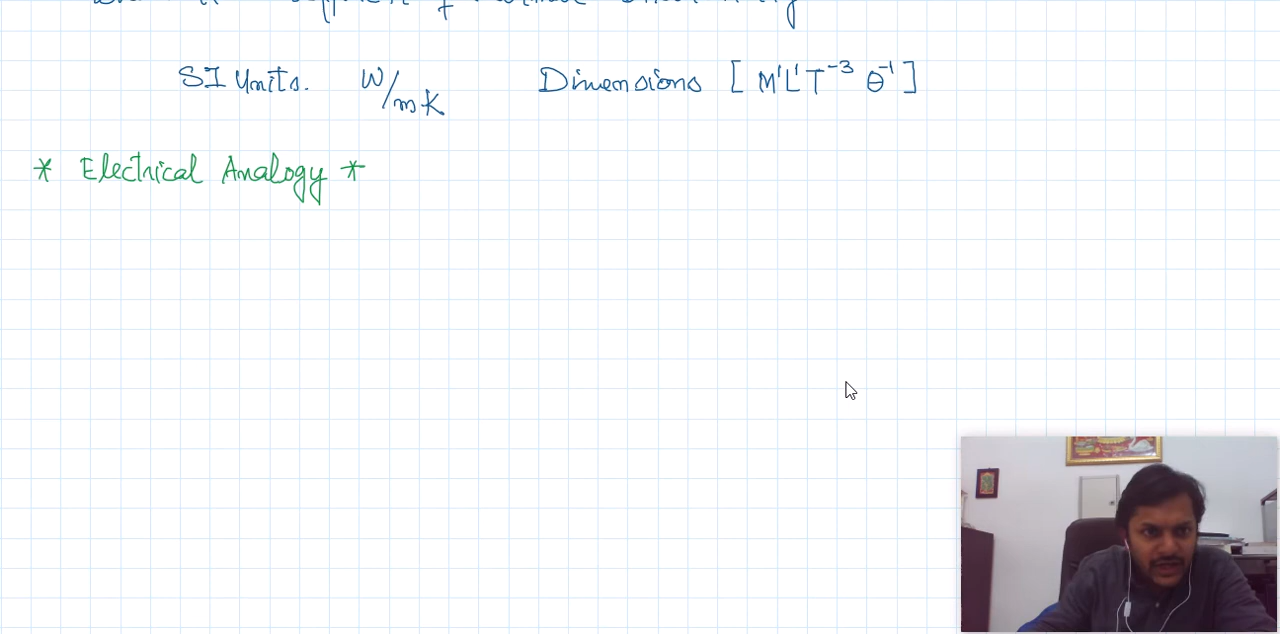 SI Units. W/mK Dimensions [M¹L¹T⁻³ θ⁻¹]
* Electrical Analogy *